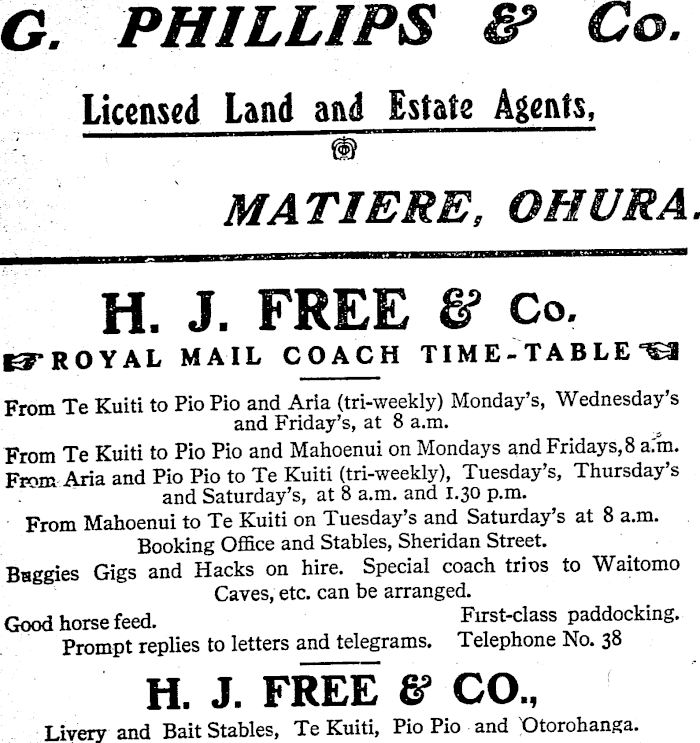 G. PHILLIPS & Co.
Licensed Land and Estate Agents,
MATIERE, OHURA.
H. J. FREE & Co.
ROYAL MAIL COACH TIME-TABLE
From Te Kuiti to Pio Pio and Aria (tri-weekly) Monday's, Wednesday's
and Friday's, at 8 a.m.
From Te Kuiti to Pio Pio and Mahoenui on Mondays and Fridays, 8 a.m.
From Aria and Pio Pio to Te Kuiti (tri-weekly), Tuesday's, Thursday's
and Saturday's, at 8 a.m. and 1.30 p.m.
From Mahoenui to Te Kuiti on Tuesday's and Saturday's at 8 a.m.
Booking Office and Stables, Sheridan Street.
Buggies Gigs and Hacks on hire. Special coach trips to Waitomo
Caves, etc. can be arranged.
Good horse feed. First-class paddocking.
Prompt replies to letters and telegrams. Telephone No. 38
H. J. FREE & CO.,
Livery and Bait Stables, Te Kuiti, Pio Pio and Otorohanga.